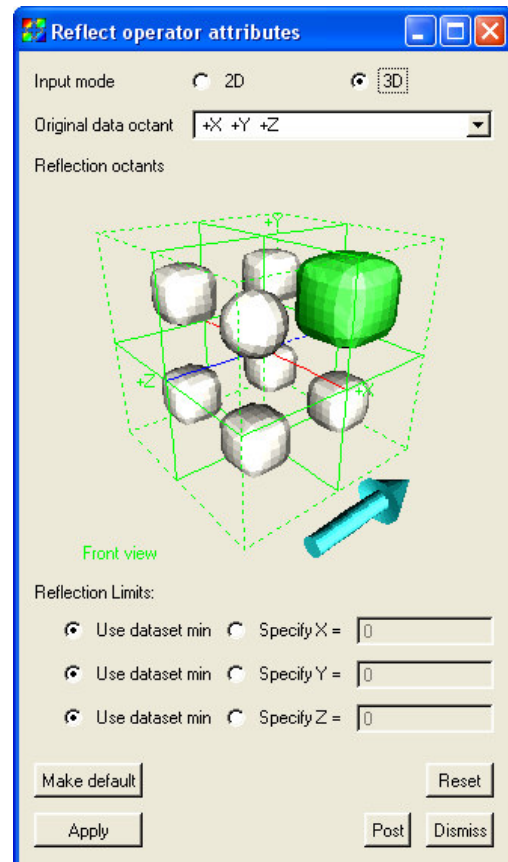 Reflect operator attributes
Input mode 2D 3D
Original data octant +X +Y +Z
Reflection octants
+Y
+Z +X
Front view
Reflection Limits:
Use dataset min Specify X = 0
Use dataset min Specify Y = 0
Use dataset min Specify Z = 0
Make default Reset
Apply Post Dismiss